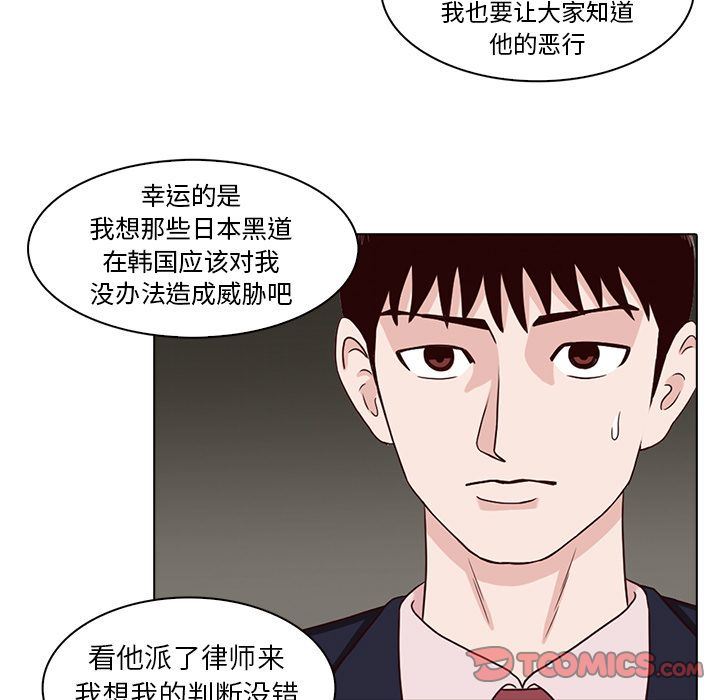 我也要让大家知道
他的恶行
幸运的是
我想那些日本黑道
在韩国应该对我
没办法造成威胁吧
看他派了律师来
我想我的判断没错
TCOMICS.COM